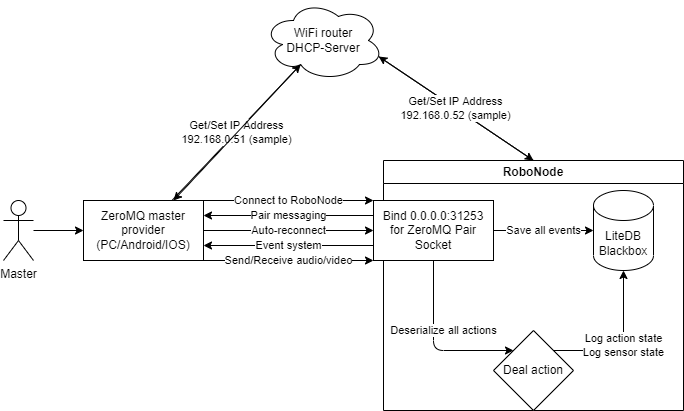 WiFi router
DHCP-Server
Get/Set IP Address
192.168.0.51 (sample)
Get/Set IP Address
192.168.0.52 (sample)
RoboNode
Master
ZeroMQ master
provider
(PC/Android/IOS)
Connect to RoboNode
Pair messaging
Auto-reconnect
Event system
Send/Receive audio/video
Bind 0.0.0.0:31253
for ZeroMQ Pair
Socket
Save all events
LiteDB
Blackbox
Deserialize all actions
Deal action
Log action state
Log sensor state